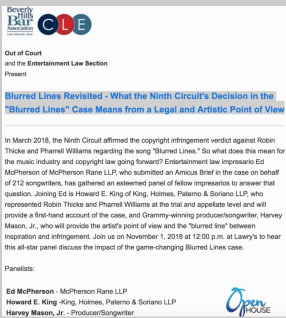 Beverly
Hills
Bar
Association
CLE
Out of Court
and the Entertainment Law Section
Present
Blurred Lines Revisited - What the Ninth Circuit's Decision in the
"Blurred Lines" Case Means from a Legal and Artistic Point of View
In March 2018, the Ninth Circuit affirmed the copyright infringement verdict against Robin
Thicke and Pharrell Williams regarding the song "Blurred Lines." So what does this mean for
the music industry and copyright law going forward? Entertainment law impresario Ed
McPherson of McPherson Rane LLP, who submitted an Amicus Brief in the case on behalf
of 212 songwriters, has gathered an esteemed panel of fellow impresarios to answer that
question. Joining Ed is Howard E. King of King, Holmes, Paterno & Soriano LLP, who
represented Robin Thicke and Pharrell Williams at the trial and appellate level and will
provide a first-hand account of the case, and Grammy-winning producer/songwriter, Harvey
Mason, Jr., who will provide the artist's point of view and the "blurred line" between
inspiration and infringement. Join us on November 1, 2018 at 12:00 p.m. at Lawry's to hear
this all-star panel discuss the impact of the game-changing Blurred Lines case.
Panelists:
Ed McPherson - McPherson Rane LLP
Howard E. King -King, Holmes, Paterno & Soriano LLP
Harvey Mason, Jr. - Producer/Songwriter
Open
HOUSE